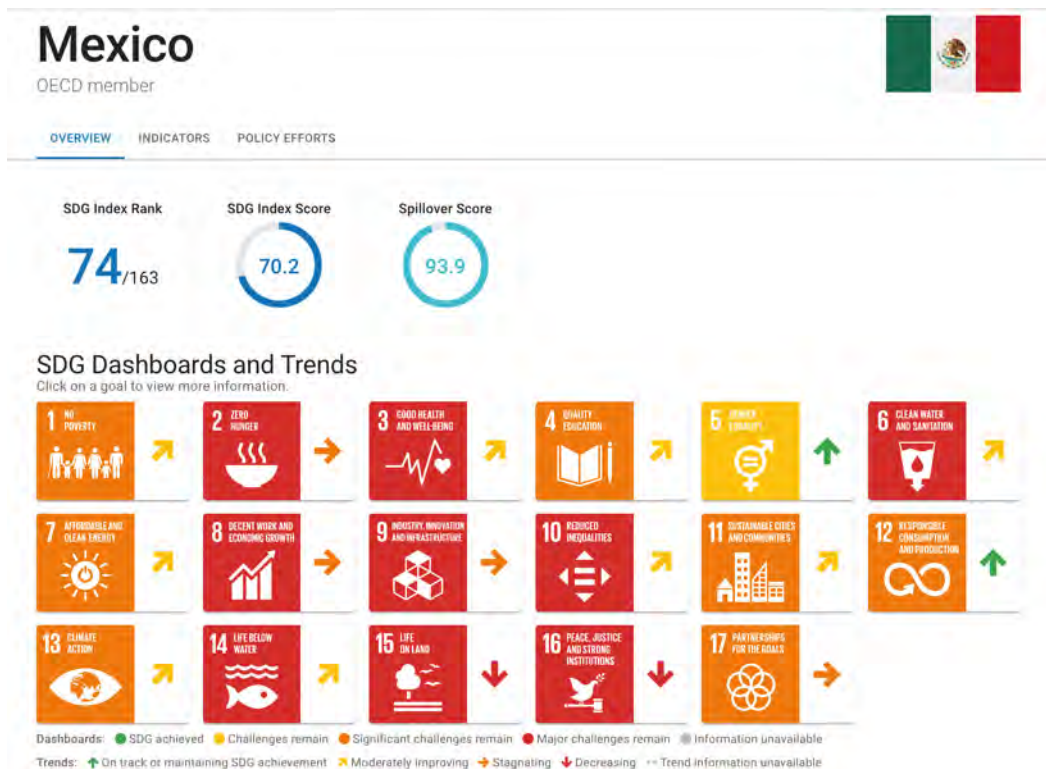 Mexico
OECD member
OVERVIEW INDICATORS POLICY EFFORTS
SDG Index Rank SDG Index Score Spillover Score
74/163 70.2 93.9
SDG Dashboards and Trends
Click on a goal to view more information.
1 NO POVERTY
2 ZERO HUNGER
3 GOOD HEALTH AND WELL-BEING
4 QUALITY EDUCATION
5 GENDER EQUALITY
6 CLEAN WATER AND SANITATION
7 AFFORDABLE AND CLEAN ENERGY
8 DECENT WORK AND ECONOMIC GROWTH
9 INDUSTRY, INNOVATION AND INFRASTRUCTURE
10 REDUCED INEQUALITIES
11 SUSTAINABLE CITIES AND COMMUNITIES
12 RESPONSIBLE CONSUMPTION AND PRODUCTION
13 CLIMATE ACTION
14 LIFE BELOW WATER
15 LIFE ON LAND
16 PEACE, JUSTICE AND STRONG INSTITUTIONS
17 PARTNERSHIPS FOR THE GOALS
Dashboards: SDG achieved Challenges remain Significant challenges remain Major challenges remain Information unavailable
Trends: On track or maintaining SDG achievement Moderately improving Stagnating Decreasing Trend information unavailable